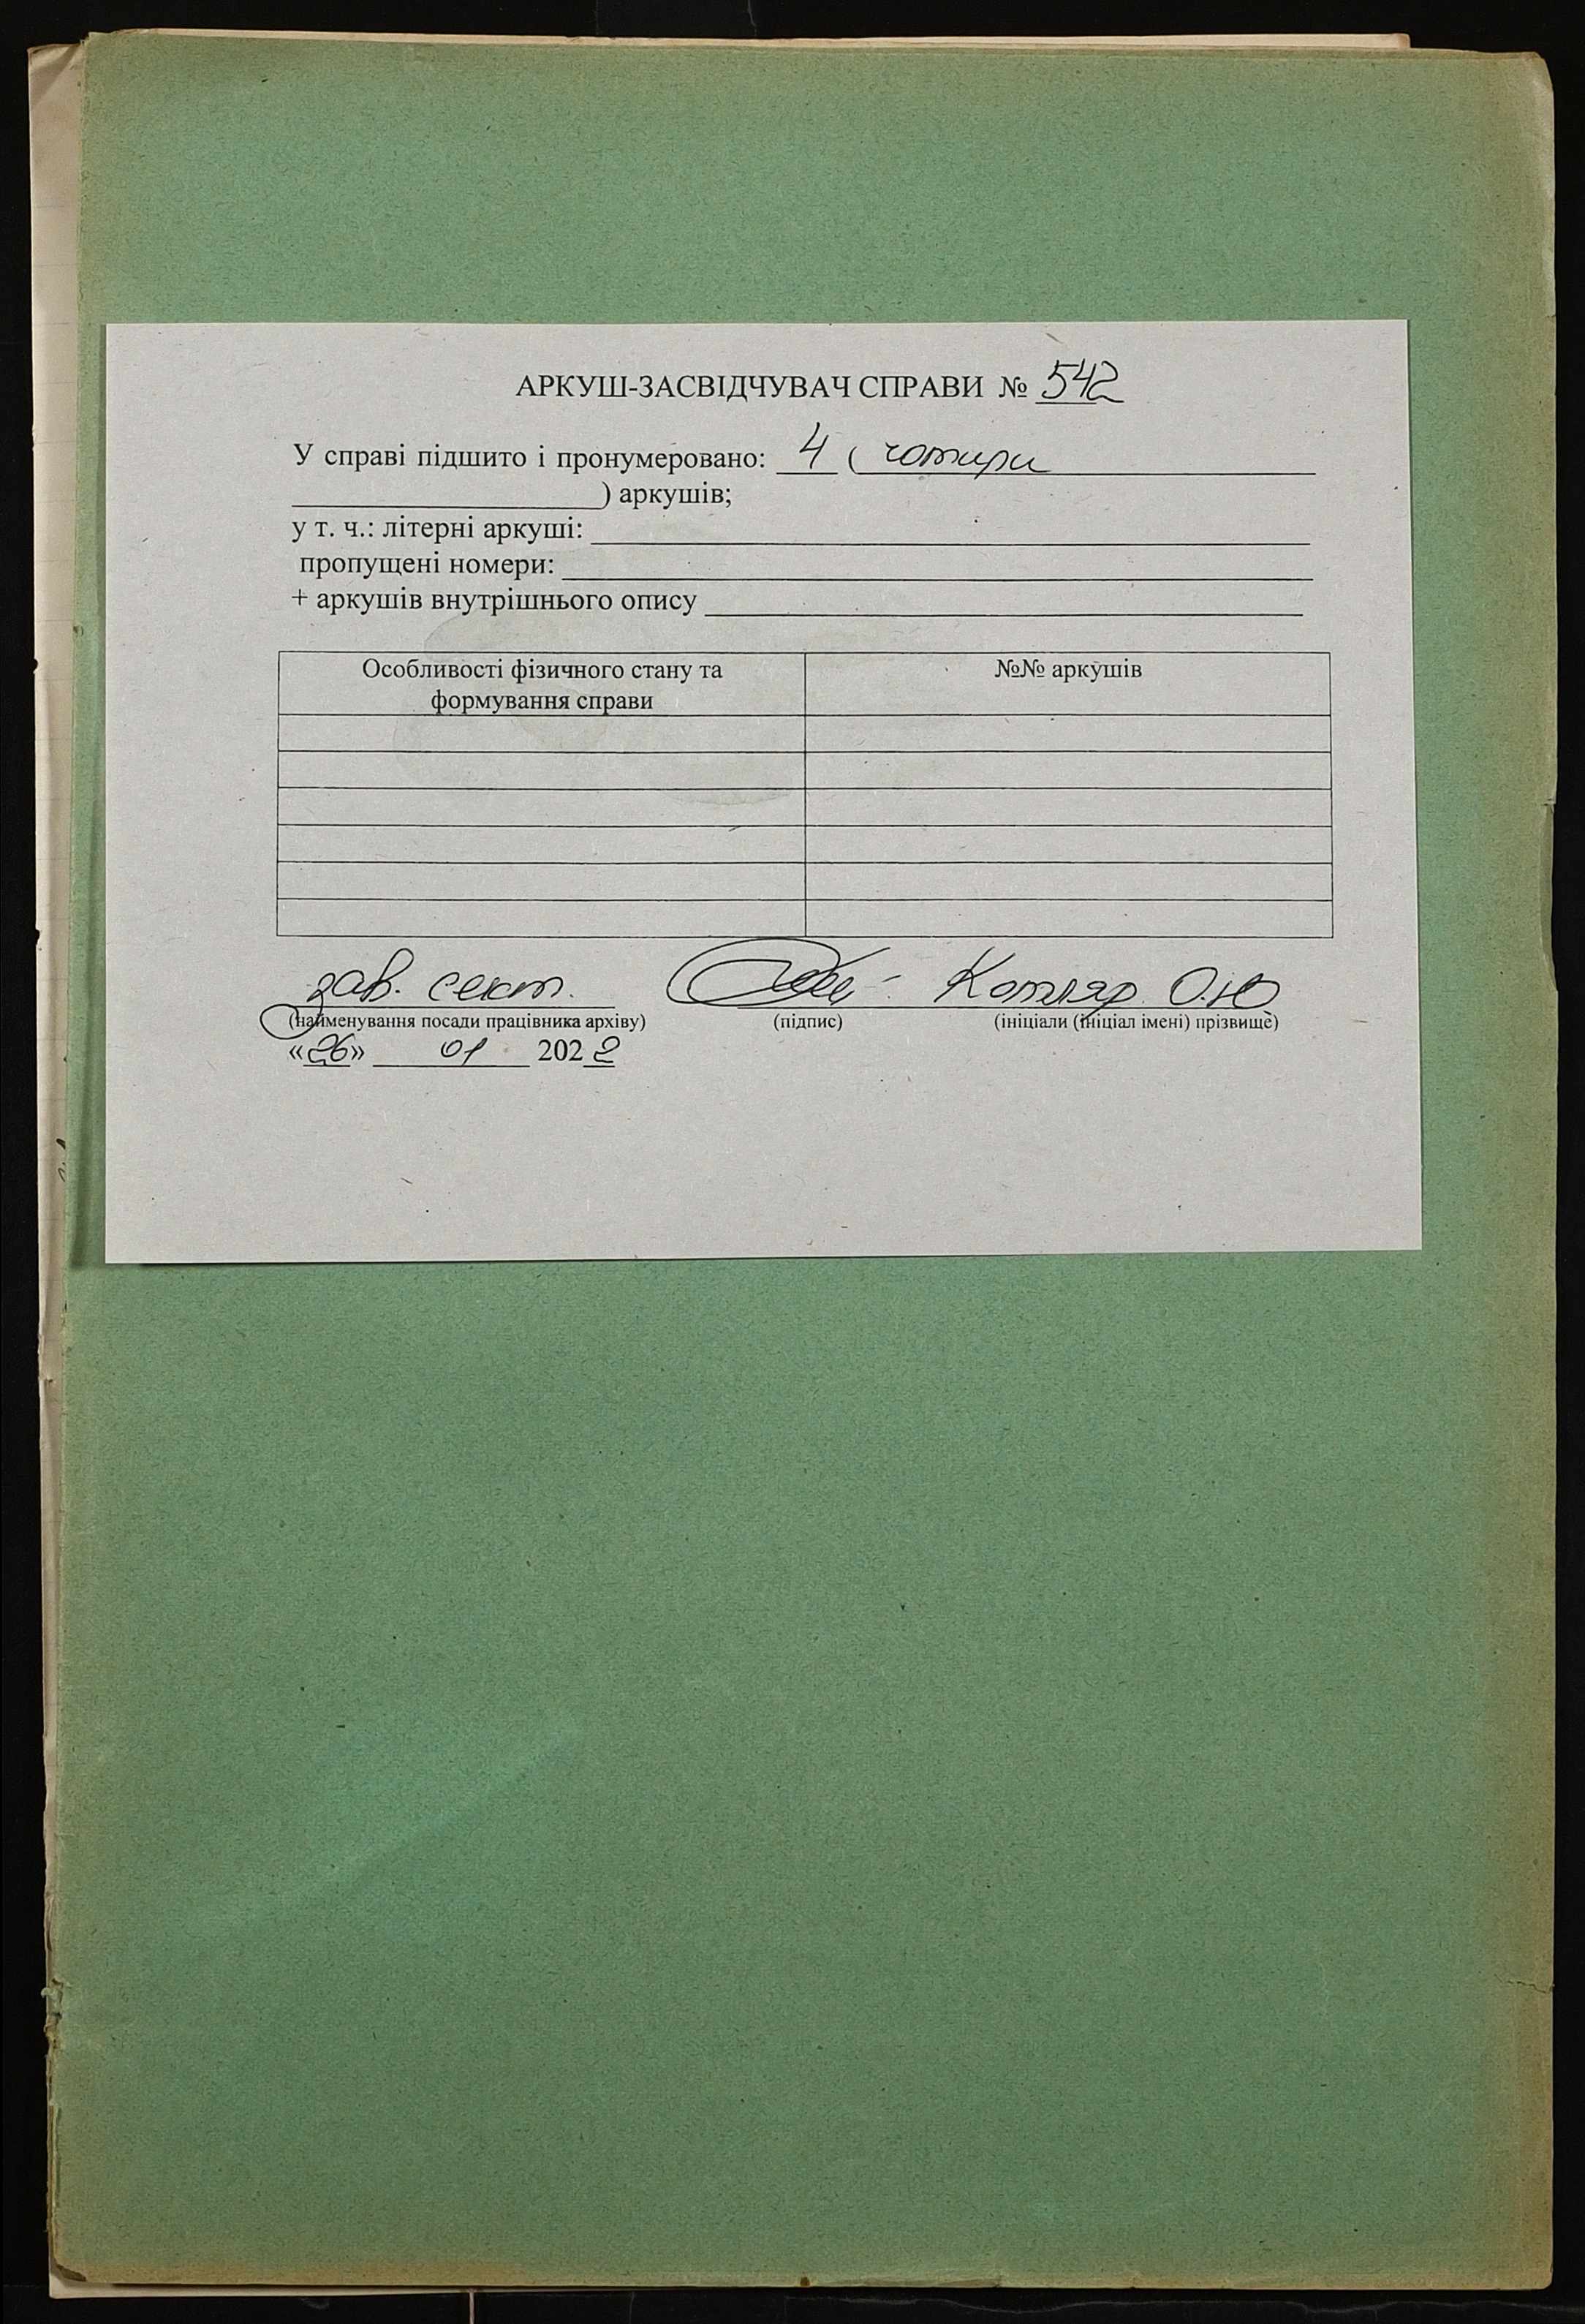 АРКУШ-ЗАСВІДЧУВАЧ СПРАВИ № 542
У справі підшито і пронумеровано: 4 ( чотири
) аркушів;
у т. ч.: літерні аркуші:
пропущені номери:
+ аркушів внутрішнього опису
Особливості фізичного стану та формування справи №№ аркушів
зав. сект. Котляр О.Ю
(найменування посади працівника архіву) (підпис) (ініціали (ініціал імені) прізвище)
«26» 01 2022